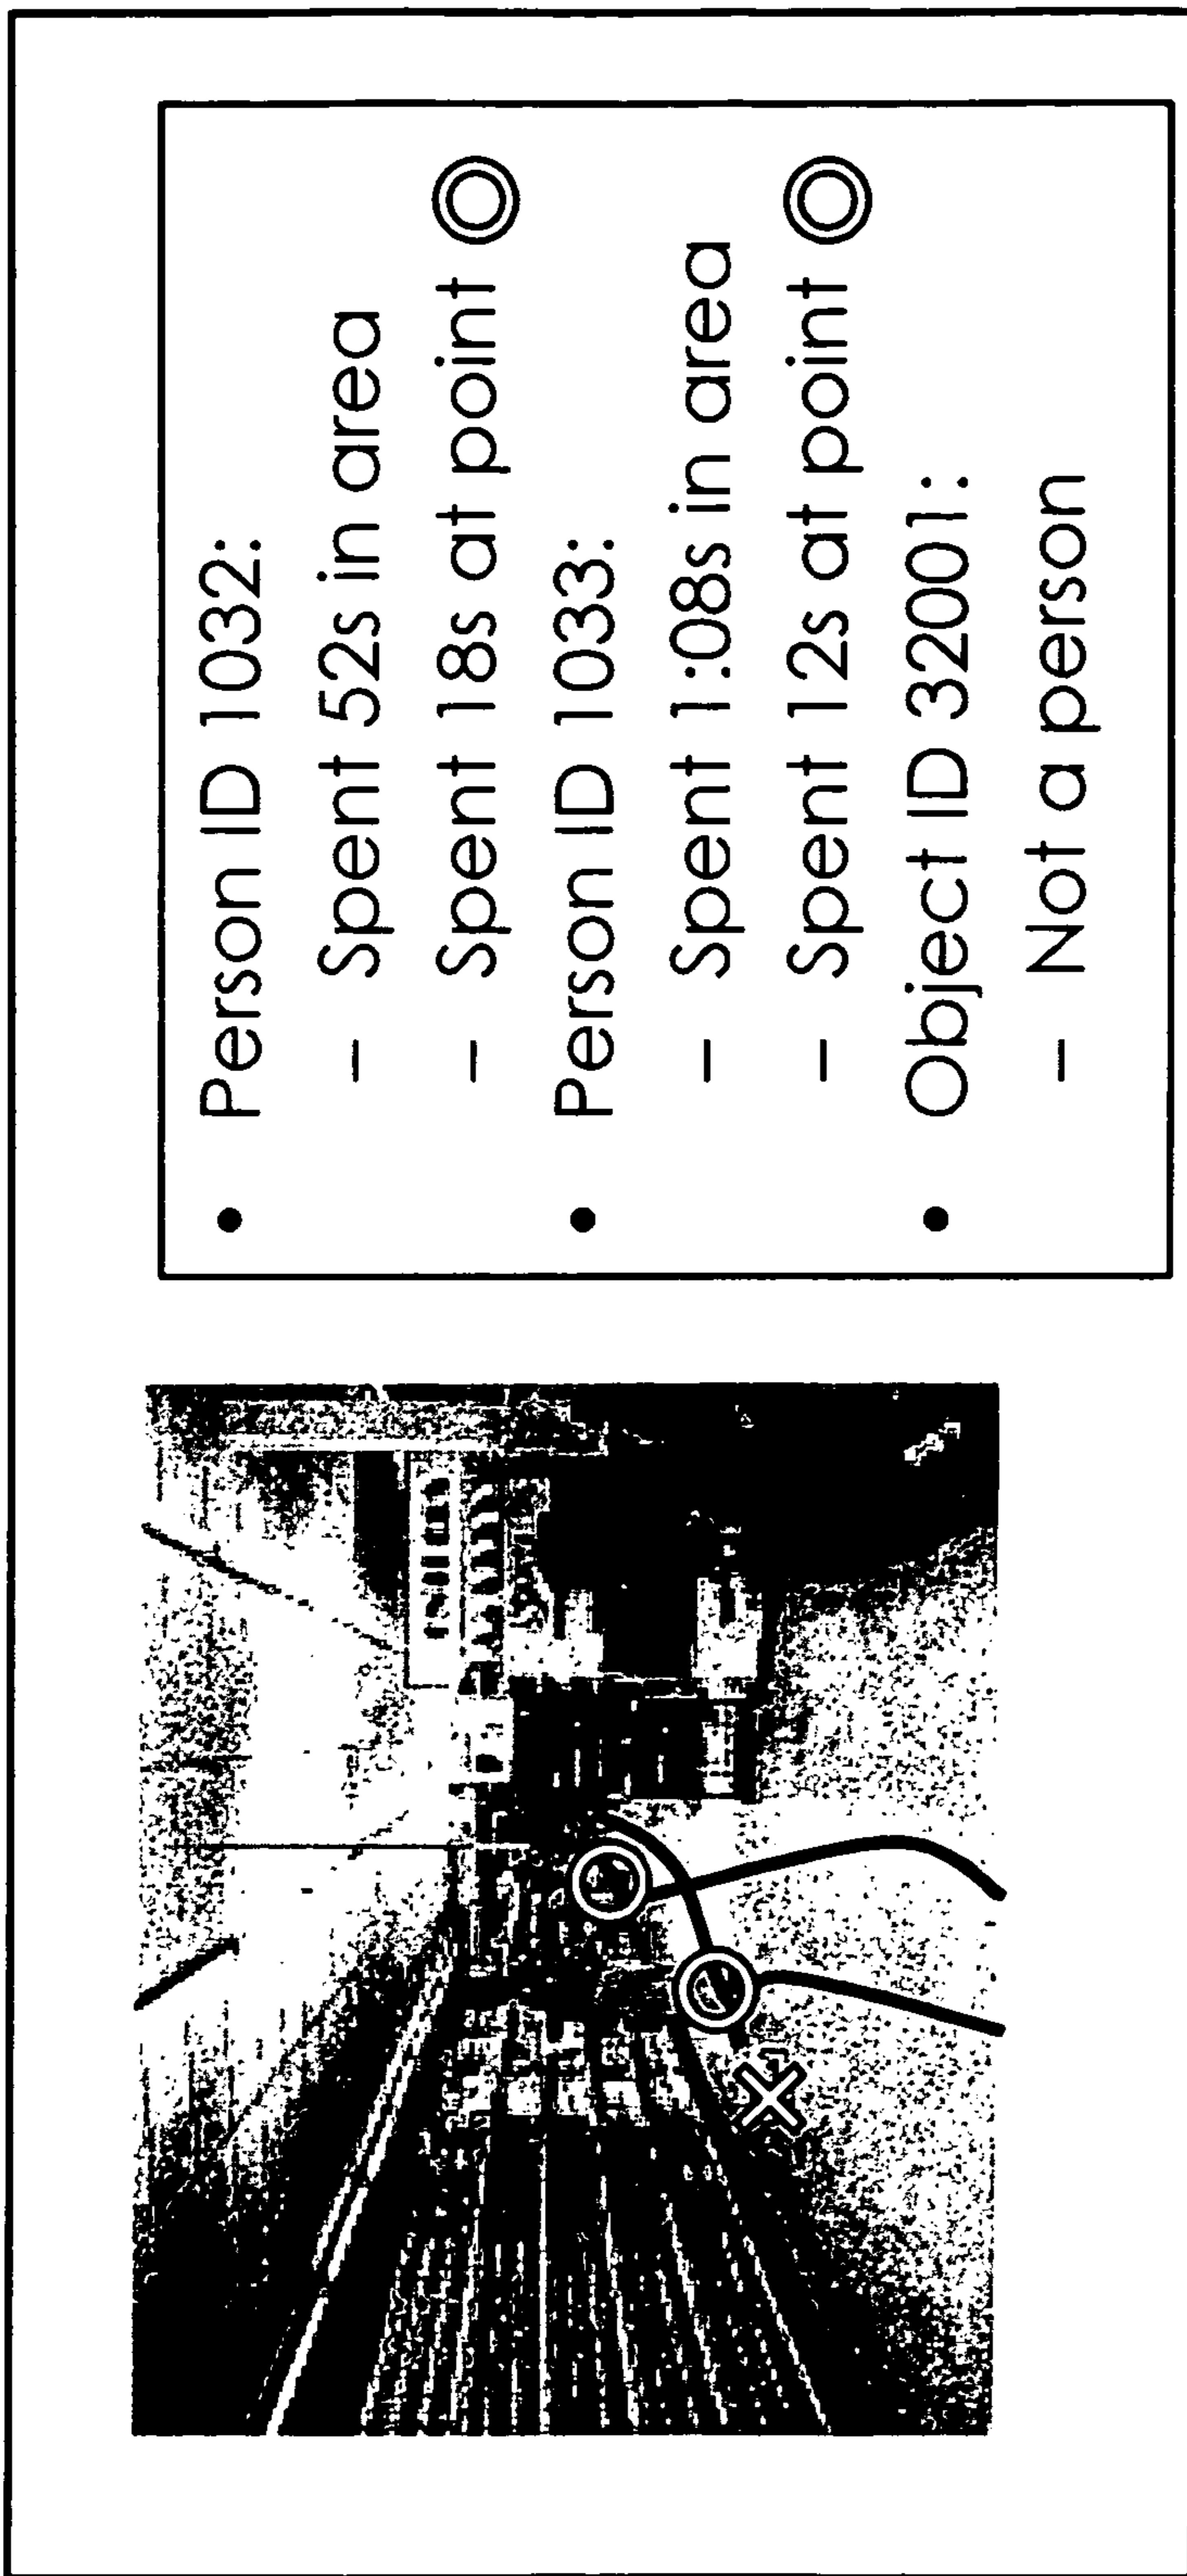 • Person ID 1032:
– Spent 52s in area
– Spent 18s at point
• Person ID 1033:
– Spent 1:08s in area
– Spent 12s at point
• Object ID 32001:
– Not a person